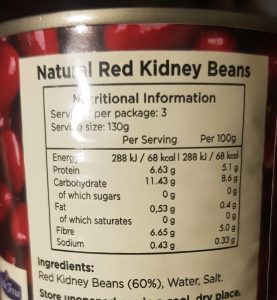 Natural Red Kidney Beans
Nutritional Information
Servings per package: 3
Serving size: 130g
Per Serving Per 100g
Energy 288 kJ / 68 kcal 288 kJ / 68 kcal
Protein 6.63 g 5.1 g
Carbohydrate 11.43 g 8.6 g
of which sugars 0 g 0 g
Fat 0,53 g 0.4 g
of which saturates 0 g 0 g
Fibre 6.65 g 5.0 g
Sodium 0.43 g 0.33 g
Ingredients:
Red Kidney Beans (60%), Water, Salt.
Store unopened in a cool, dry place.